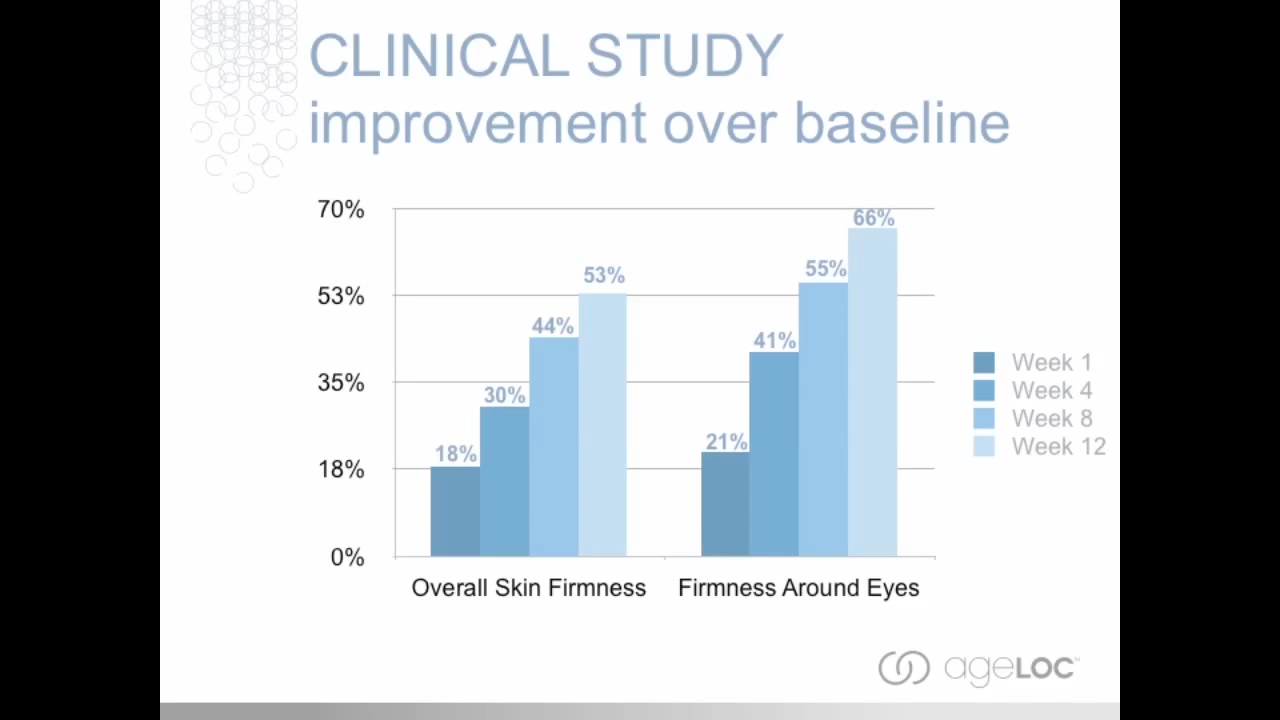 CLINICAL STUDY
improvement over baseline
70%
53%
35%
18%
0%
18%
30%
44%
53%
21%
41%
55%
66%
Overall Skin Firmness
Firmness Around Eyes
Week 1
Week 4
Week 8
Week 12
ageLOC™